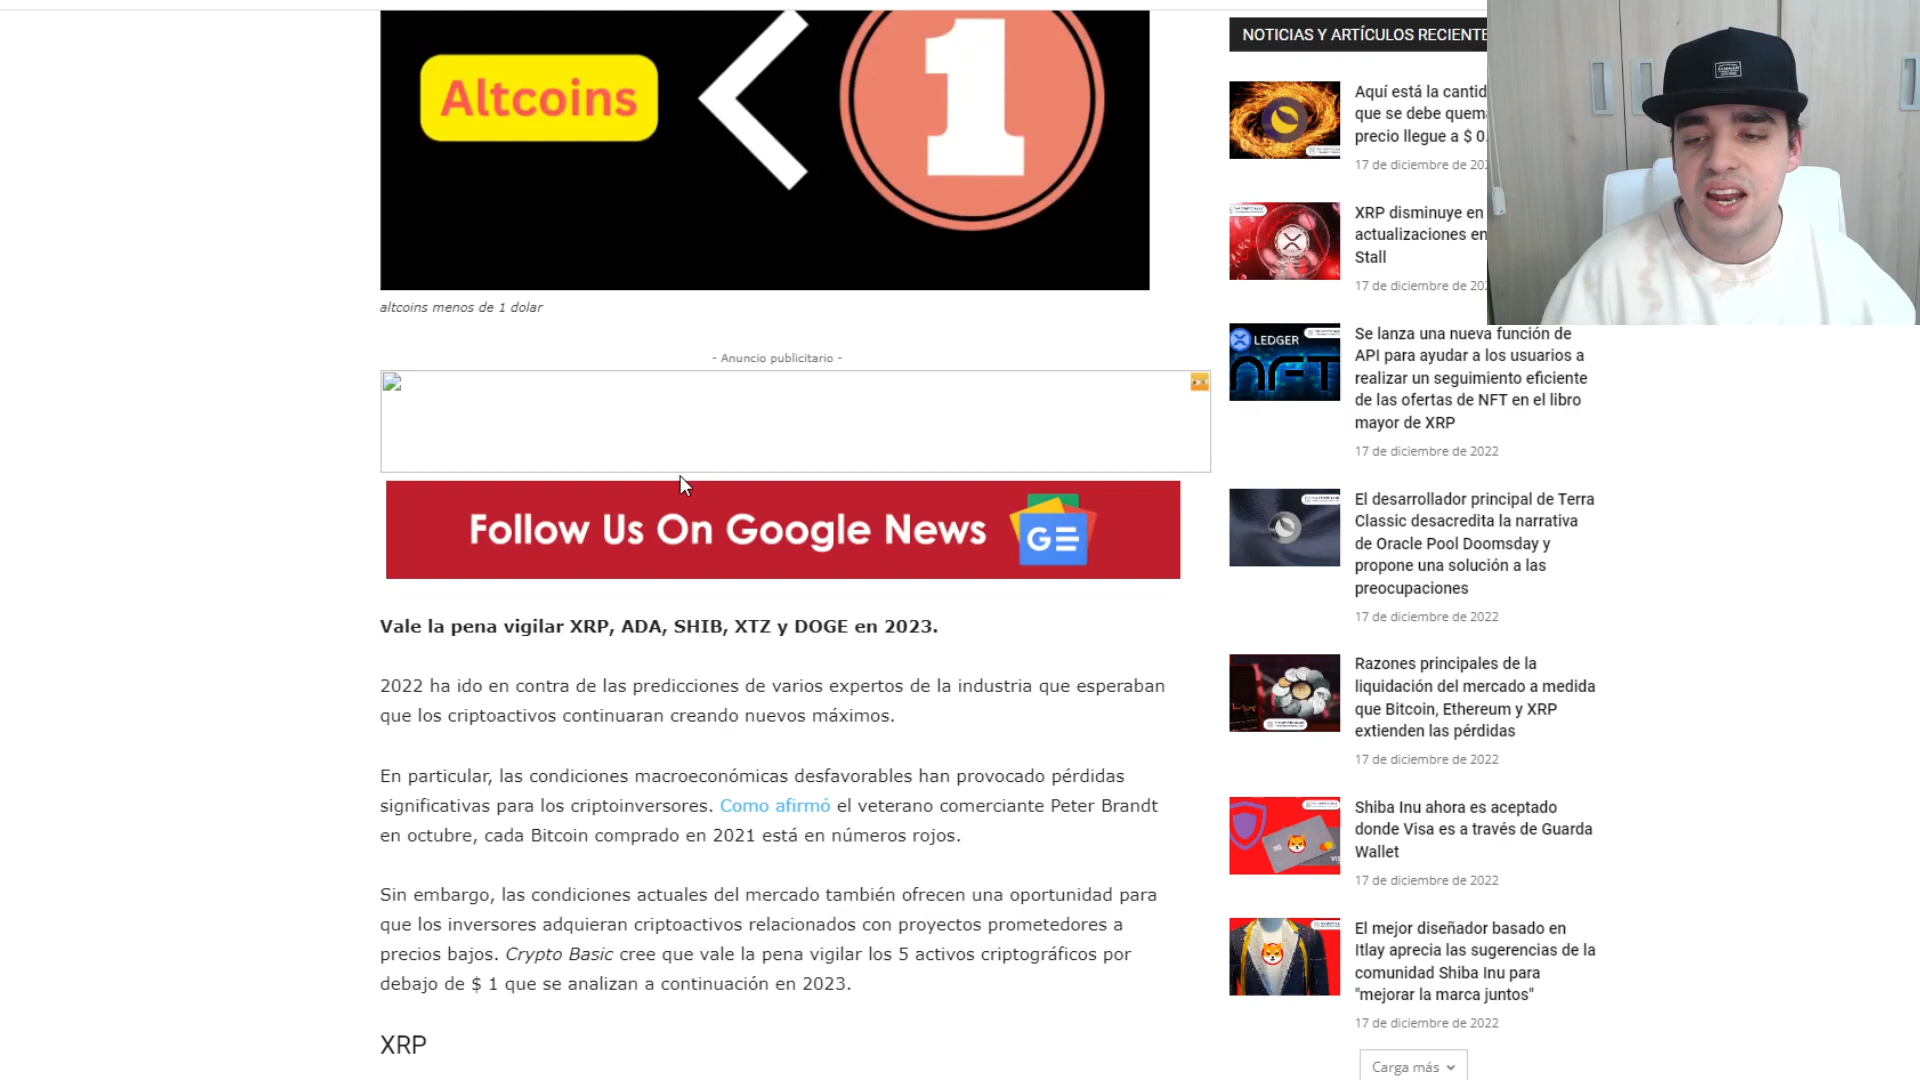 Altcoins
1
altcoins menos de 1 dolar
- Anuncio publicitario -
Follow Us On Google News
GE
Vale la pena vigilar XRP, ADA, SHIB, XTZ y DOGE en 2023.
2022 ha ido en contra de las predicciones de varios expertos de la industria que esperaban
que los criptoactivos continuaran creando nuevos máximos.
En particular, las condiciones macroeconómicas desfavorables han provocado pérdidas
significativas para los criptoinversores. Como afirmó el veterano comerciante Peter Brandt
en octubre, cada Bitcoin comprado en 2021 está en números rojos.
Sin embargo, las condiciones actuales del mercado también ofrecen una oportunidad para
que los inversores adquieran criptoactivos relacionados con proyectos prometedores a
precios bajos. Crypto Basic cree que vale la pena vigilar los 5 activos criptográficos por
debajo de $ 1 que se analizan a continuación en 2023.
XRP
NOTICIAS Y ARTÍCULOS RECIENTE
Aquí está la cantid
que se debe quem
precio llegue a $ 0.
17 de diciembre de 202
XRP disminuye en
actualizaciones en
Stall
17 de diciembre de 202
LEDGER
NFT
Se lanza una nueva función de
API para ayudar a los usuarios a
realizar un seguimiento eficiente
de las ofertas de NFT en el libro
mayor de XRP
17 de diciembre de 2022
El desarrollador principal de Terra
Classic desacredita la narrativa
de Oracle Pool Doomsday y
propone una solución a las
preocupaciones
17 de diciembre de 2022
Razones principales de la
liquidación del mercado a medida
que Bitcoin, Ethereum y XRP
extienden las pérdidas
17 de diciembre de 2022
Shiba Inu ahora es aceptado
donde Visa es a través de Guarda
Wallet
17 de diciembre de 2022
El mejor diseñador basado en
Itlay aprecia las sugerencias de la
comunidad Shiba Inu para
"mejorar la marca juntos"
17 de diciembre de 2022
Carga más